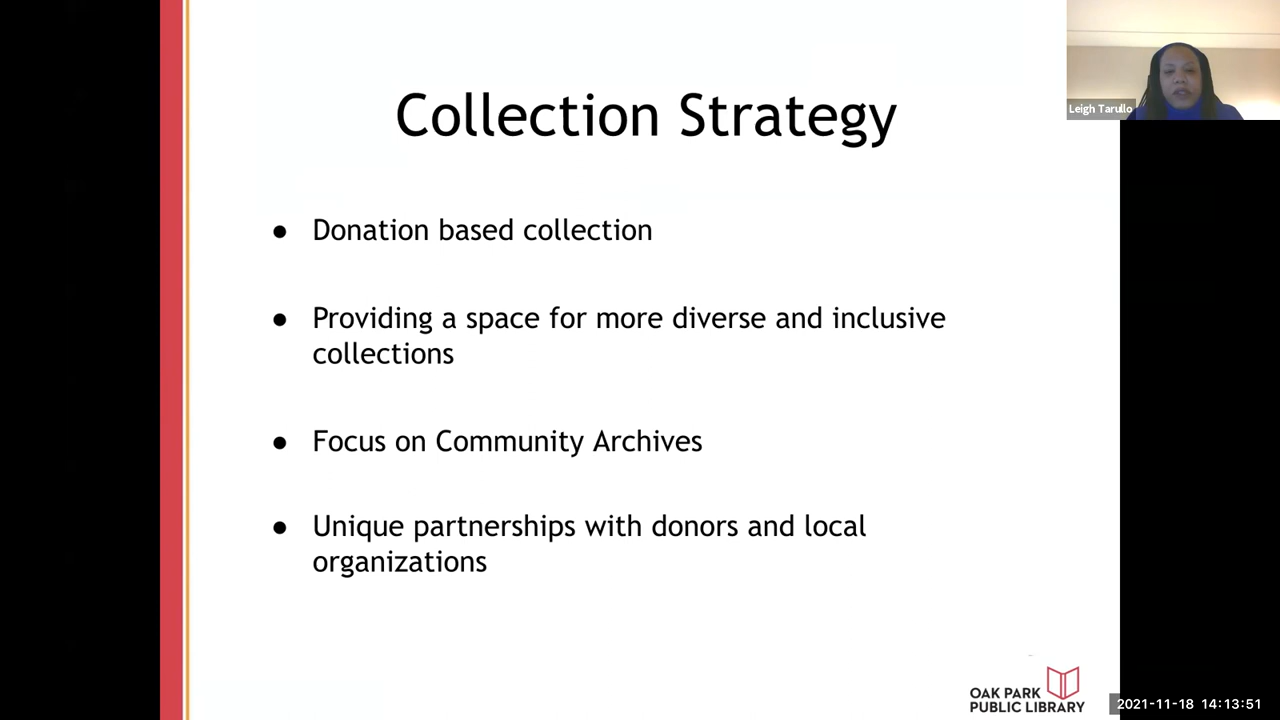 Leigh Tarullo
Collection Strategy
● Donation based collection
● Providing a space for more diverse and inclusive
collections
● Focus on Community Archives
● Unique partnerships with donors and local
organizations
OAK PARK
PUBLIC LIBRARY
2021-11-18 14:13:51